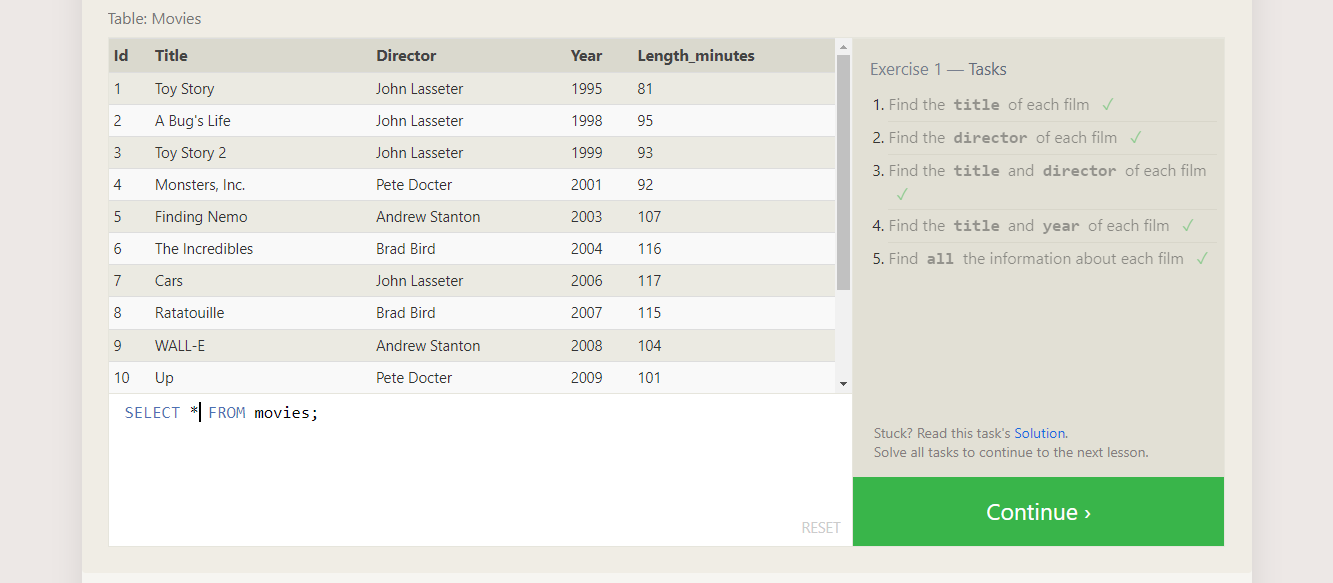 Table: Movies
Id Title Director Year Length_minutes
1 Toy Story John Lasseter 1995 81
2 A Bug's Life John Lasseter 1998 95
3 Toy Story 2 John Lasseter 1999 93
4 Monsters, Inc. Pete Docter 2001 92
5 Finding Nemo Andrew Stanton 2003 107
6 The Incredibles Brad Bird 2004 116
7 Cars John Lasseter 2006 117
8 Ratatouille Brad Bird 2007 115
9 WALL-E Andrew Stanton 2008 104
10 Up Pete Docter 2009 101
SELECT * FROM movies;
RESET
Exercise 1 — Tasks
1. Find the title of each film ✓
2. Find the director of each film ✓
3. Find the title and director of each film
✓
4. Find the title and year of each film ✓
5. Find all the information about each film ✓
Stuck? Read this task's Solution.
Solve all tasks to continue to the next lesson.
Continue ›